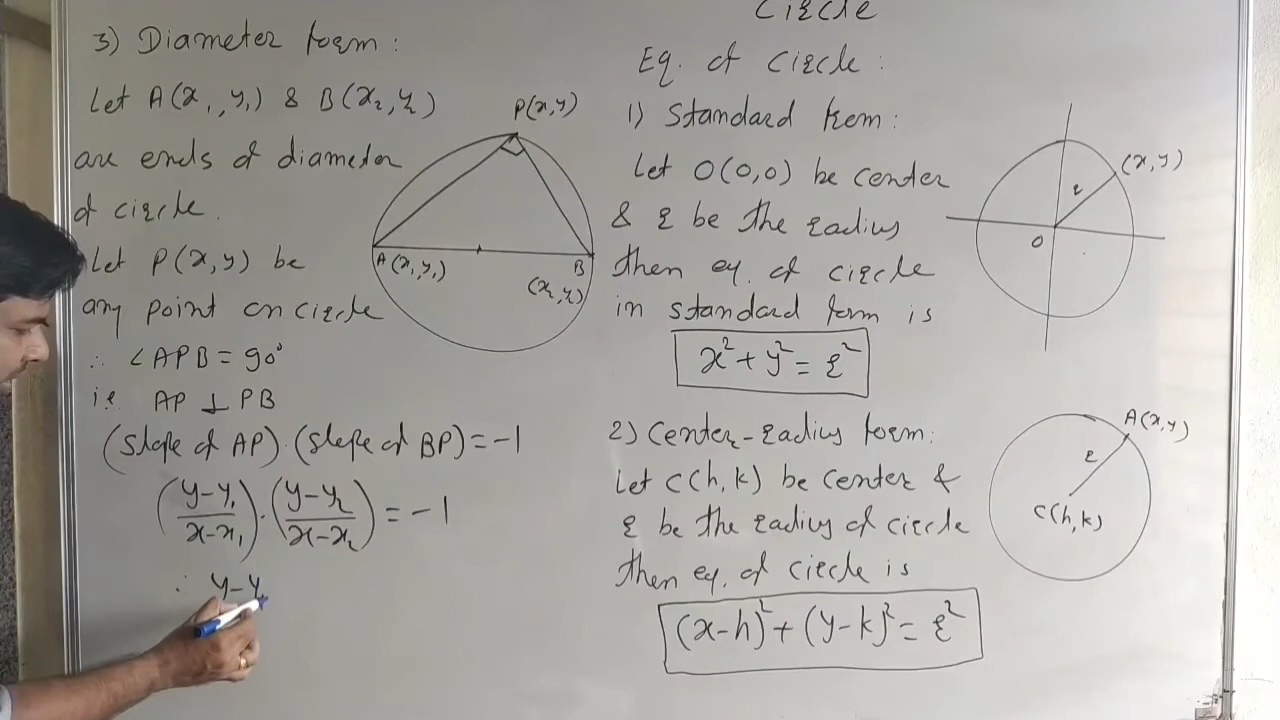 3) Diameter form:
Let A(x₁, y₁) & B(x₂, y₂)
are ends of diameter
of circle.
Let P(x, y) be
any point on circle
∴ ∠APB = 90°
i.e. AP ⊥ PB
(Slope of AP).(Slope of BP) = -1
((y-y₁)/(x-x₁)).((y-y₂)/(x-x₂)) = -1
∴ y-y₁
P(x, y)
A(x₁, y₁)
B
(x₂, y₂)
Circle
Eq. of circle:
1) Standard form:
Let O(0,0) be center
& r be the radius
then eq. of circle
in standard form is
x² + y² = r²
(x, y)
r
O
2) Center-radius form:
Let C(h, k) be center &
r be the radius of circle
then eq. of circle is
(x-h)² + (y-k)² = r²
A(x, y)
r
C(h, k)